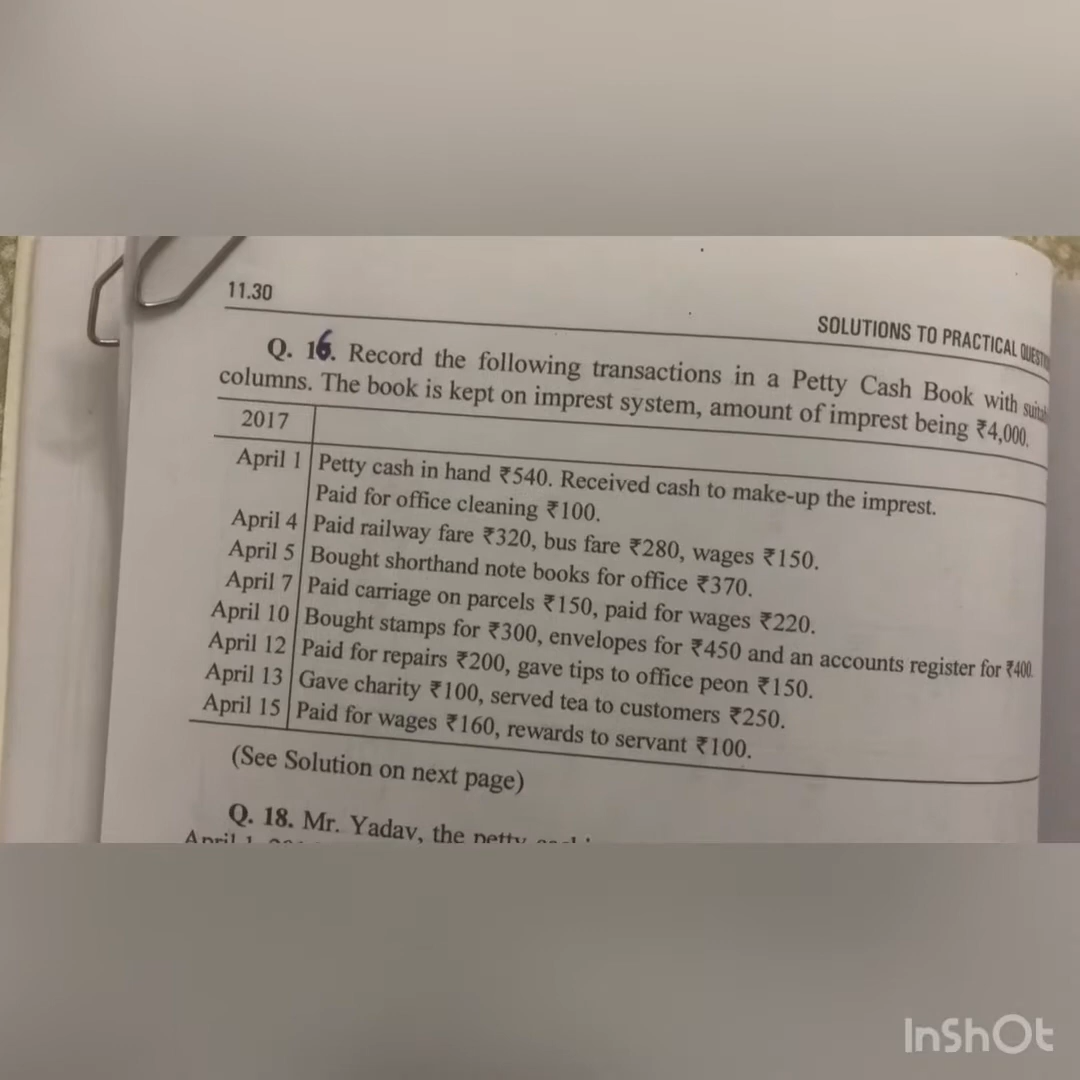 11.30
SOLUTIONS TO PRACTICAL
Q. 16. Record the following transactions in a Petty Cash Book with
columns. The book is kept on imprest system, amount of imprest being ₹4,000.
2017
April 1 Petty cash in hand ₹540. Received cash to make-up the imprest.
Paid for office cleaning ₹100.
April 4 Paid railway fare ₹320, bus fare ₹280, wages ₹150.
April 5 Bought shorthand note books for office ₹370.
April 7 Paid carriage on parcels ₹150, paid for wages ₹220.
April 10 Bought stamps for ₹300, envelopes for ₹450 and an accounts register for ₹400.
April 12 Paid for repairs ₹200, gave tips to office peon ₹150.
April 13 Gave charity ₹100, served tea to customers ₹250.
April 15 Paid for wages ₹160, rewards to servant ₹100.
(See Solution on next page)
Q. 18. Mr. Yadav, the petty
April 1
InShOt